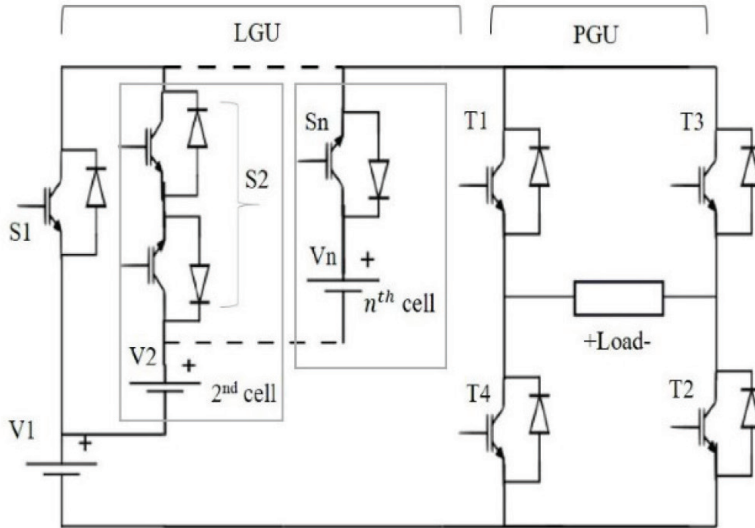 LGU
PGU
Sn
T1
T3
S2
S1
Vn
+
nth cell
V2
+
+Load-
2nd cell
T4
T2
V1
+